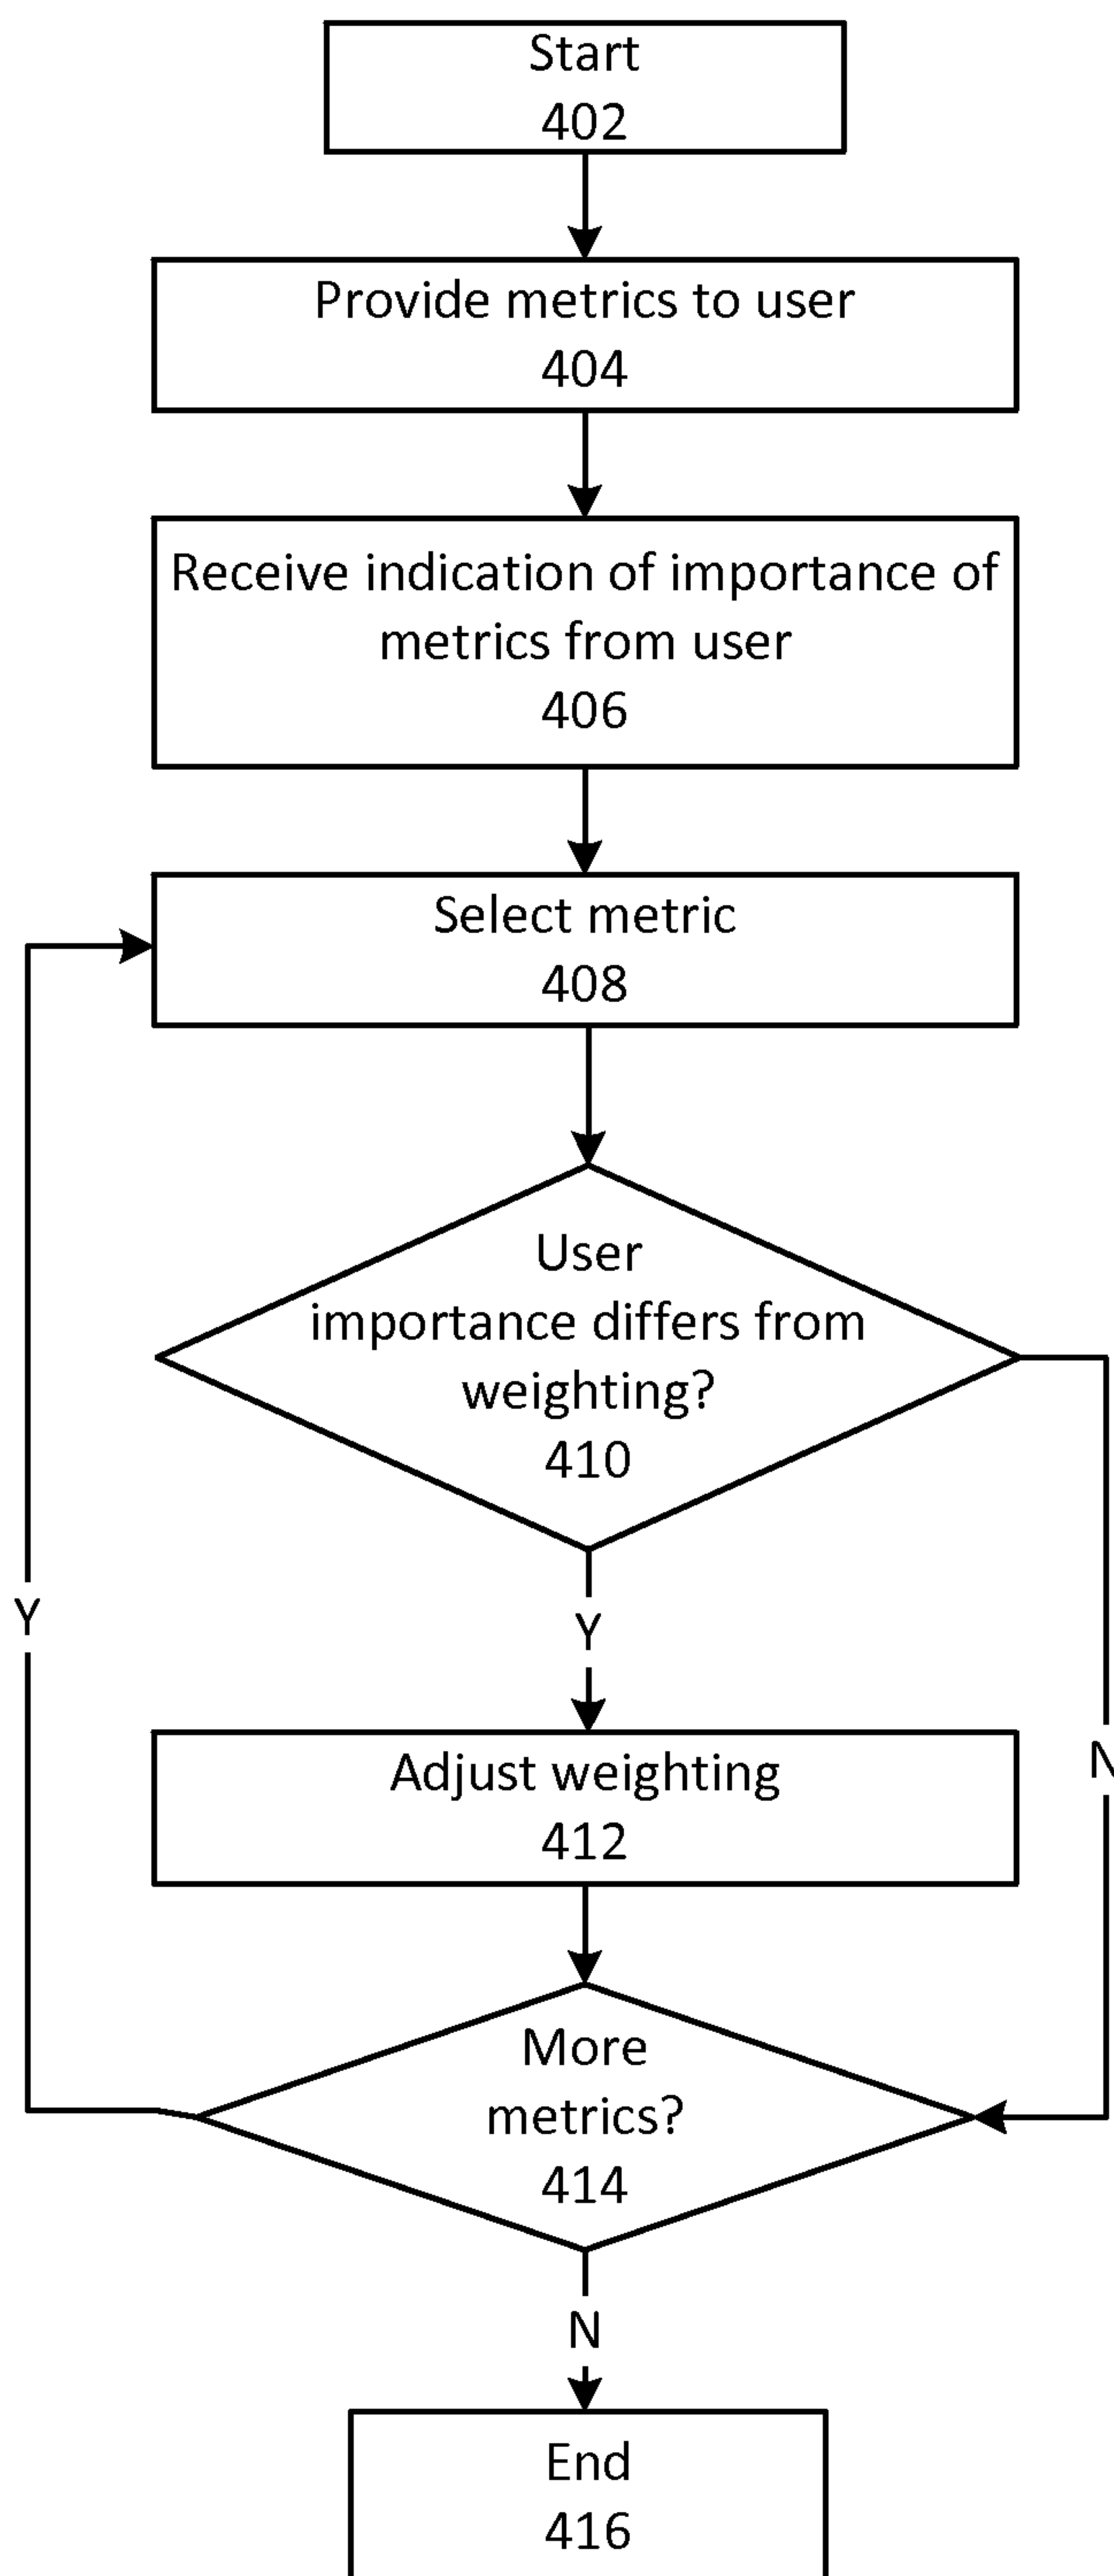 Start
402
Provide metrics to user
404
Receive indication of importance of
metrics from user
406
Select metric
408
User
importance differs from
weighting?
410
Y
Y
N
Adjust weighting
412
More
metrics?
414
N
End
416